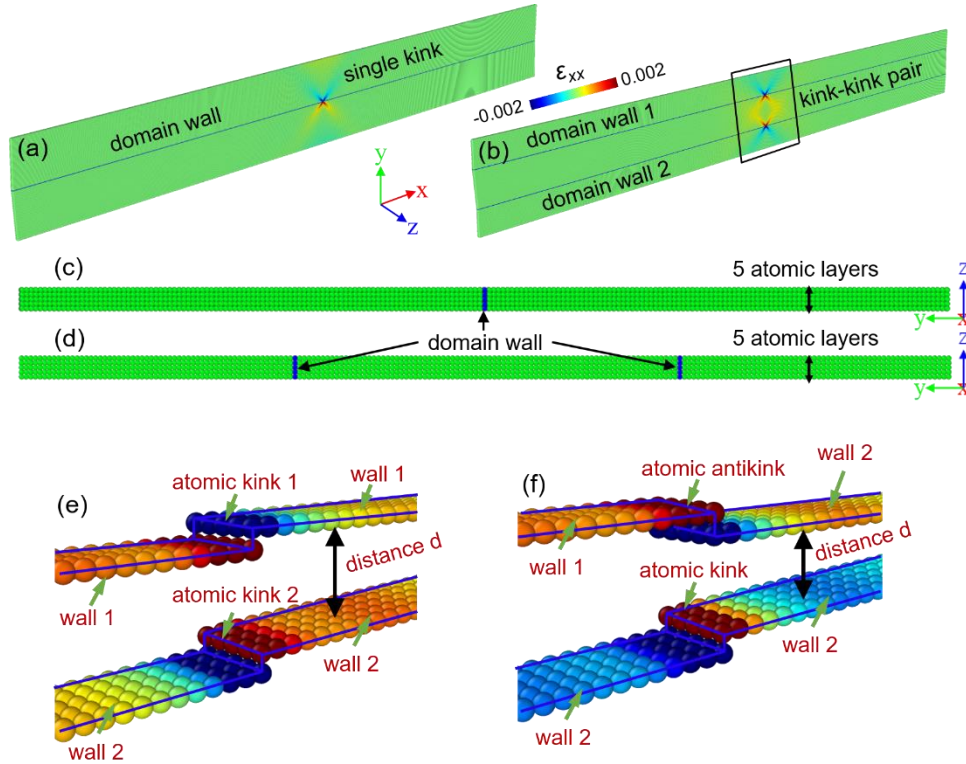 (a)
domain wall
single kink
y
x
z
εxx
-0.002
0.002
(b)
domain wall 1
domain wall 2
kink-kink pair
(c)
5 atomic layers
z
y
x
domain wall
(d)
5 atomic layers
z
y
x
(e)
atomic kink 1
wall 1
wall 1
distance d
atomic kink 2
wall 2
wall 2
(f)
atomic antikink
wall 2
wall 1
distance d
atomic kink
wall 2
wall 2